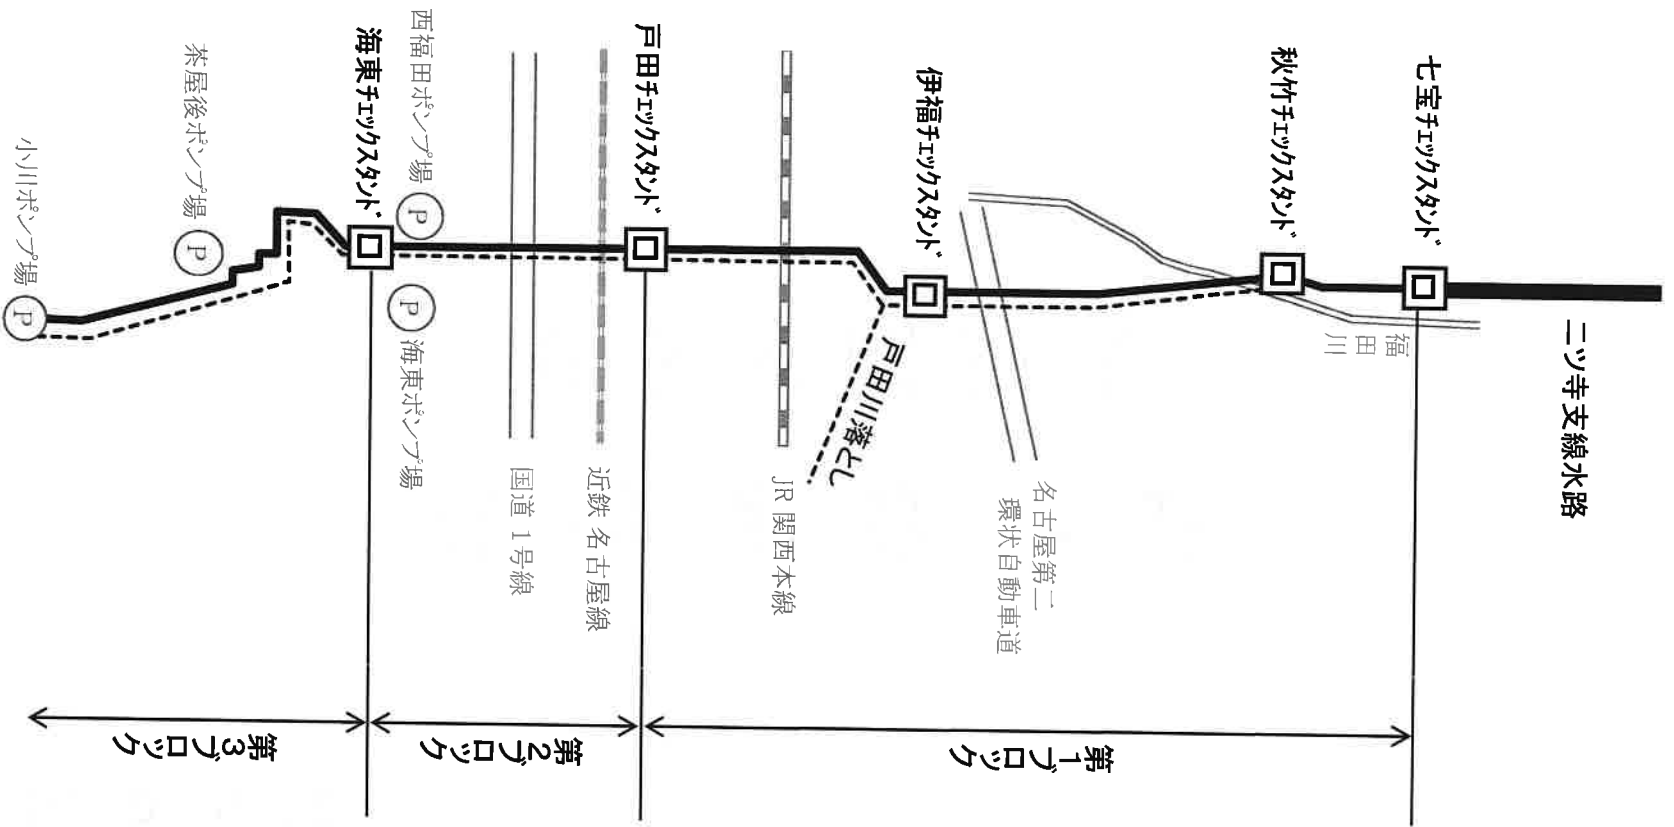 二ツ寺支線水路
七宝チェックスタンド
福田川
秋竹チェックスタンド
名古屋第二
環状自動車道
伊福チェックスタンド
戸田川落とし
JR 関西本線
戸田チェックスタンド
近鉄 名古屋線
国道 1号線
西福田ポンプ場
P
海東チェックスタンド
P
海東ポンプ場
茶屋後ポンプ場
P
小川ポンプ場
P
第1ブロック
第2ブロック
第3ブロック